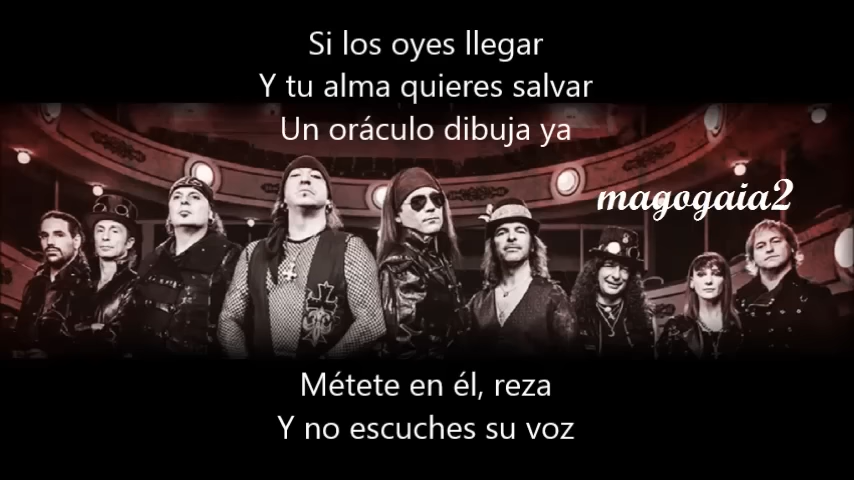 Si los oyes llegar
Y tu alma quieres salvar
Un oráculo dibuja ya
magogaia2
Métete en él, reza
Y no escuches su voz